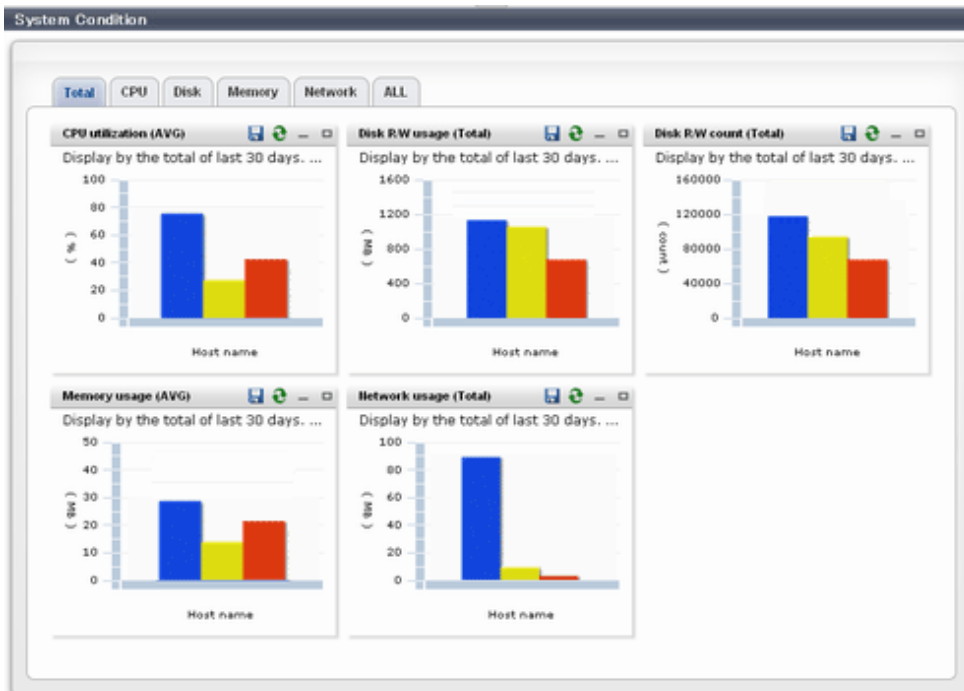 System Condition
Total CPU Disk Memory Network ALL
CPU utilization (AVG)
Display by the total of last 30 days. ...
100
80
60
40
20
0
( % )
Host name
Disk R/W usage (Total)
Display by the total of last 30 days. ...
1600
1200
800
400
0
( MB )
Host name
Disk R/W count (Total)
Display by the total of last 30 days. ...
160000
120000
80000
40000
0
( count )
Host name
Memory usage (AVG)
Display by the total of last 30 days. ...
50
40
30
20
10
0
( MB )
Host name
Network usage (Total)
Display by the total of last 30 days. ...
100
80
60
40
20
0
( MB )
Host name